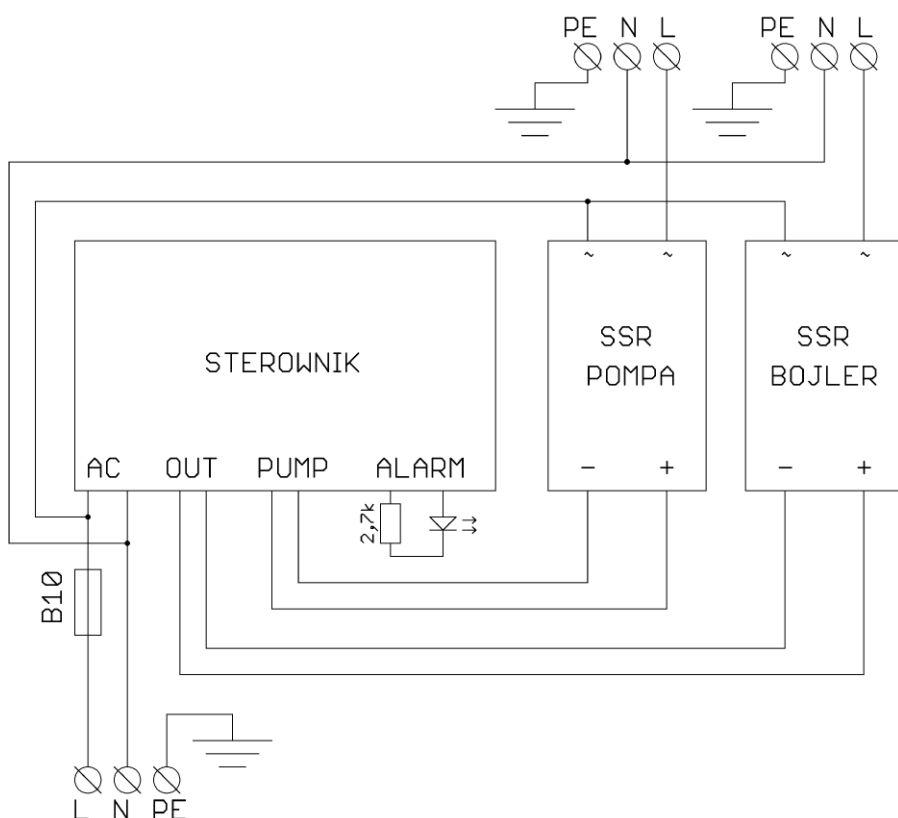 PE N L PE N L
~ ~ ~ ~
SSR
POMPA
SSR
BOJLER
STEROWNIK
AC OUT PUMP ALARM
- + - +
2,7k
B10
L N PE